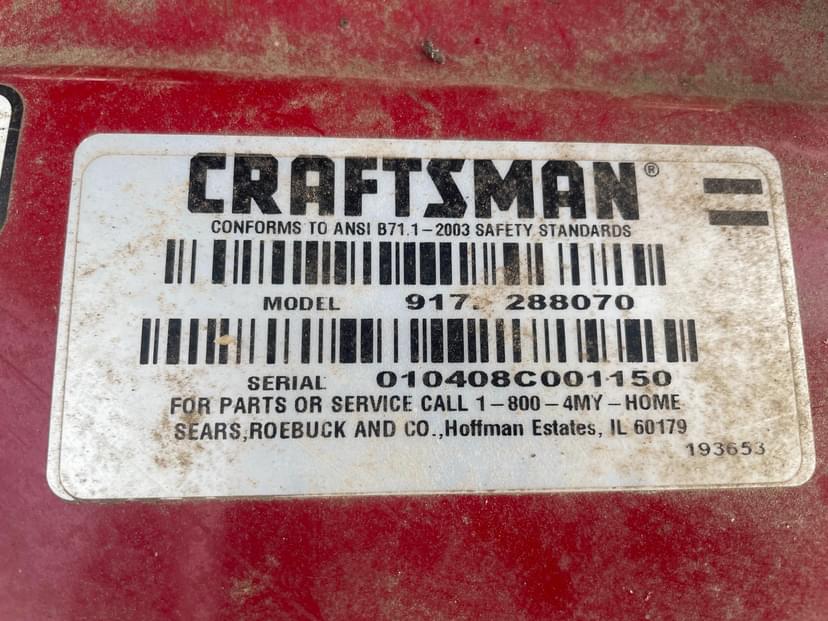 CRAFTSMAN®
CONFORMS TO ANSI B71.1-2003 SAFETY STANDARDS
MODEL 917. 288070
SERIAL 010408C001150
FOR PARTS OR SERVICE CALL 1-800-4MY-HOME
SEARS,ROEBUCK AND CO.,Hoffman Estates, IL 60179
193653